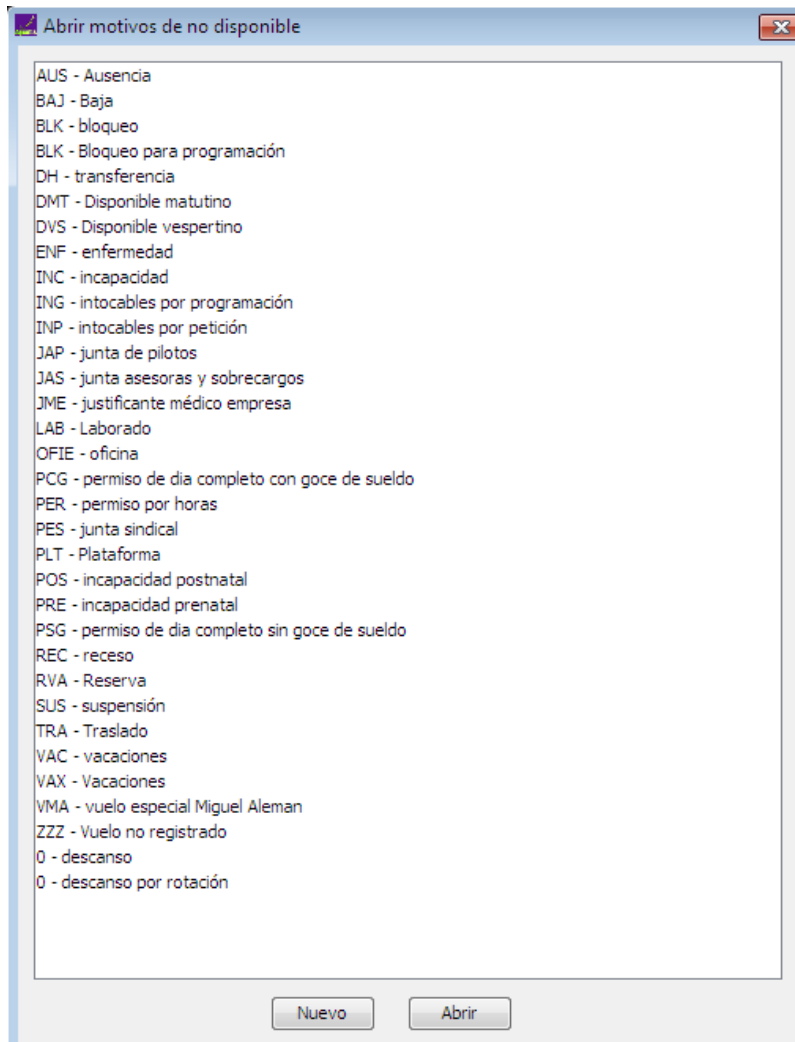 Abrir motivos de no disponible
AUS - Ausencia
BAJ - Baja
BLK - bloqueo
BLK - Bloqueo para programación
DH - transferencia
DMT - Disponible matutino
DVS - Disponible vespertino
ENF - enfermedad
INC - incapacidad
ING - intocables por programación
INP - intocables por petición
JAP - junta de pilotos
JAS - junta asesoras y sobrecargos
JME - justificante médico empresa
LAB - Laborado
OFIE - oficina
PCG - permiso de dia completo con goce de sueldo
PER - permiso por horas
PES - junta sindical
PLT - Plataforma
POS - incapacidad postnatal
PRE - incapacidad prenatal
PSG - permiso de dia completo sin goce de sueldo
REC - receso
RVA - Reserva
SUS - suspensión
TRA - Traslado
VAC - vacaciones
VAX - Vacaciones
VMA - vuelo especial Miguel Aleman
ZZZ - Vuelo no registrado
0 - descanso
0 - descanso por rotación
Nuevo Abrir